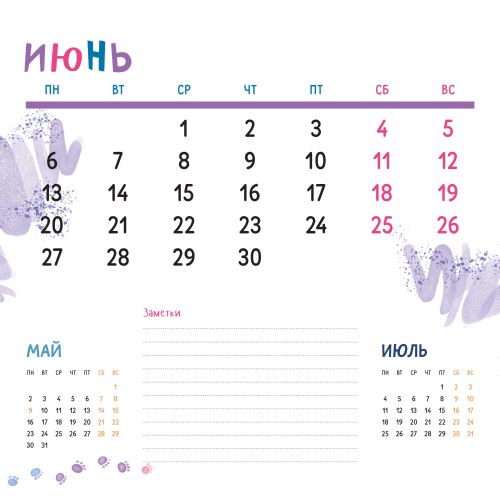 ИЮНЬ
ПН ВТ СР ЧТ ПТ СБ ВС
1 2 3 4 5
6 7 8 9 10 11 12
13 14 15 16 17 18 19
20 21 22 23 24 25 26
27 28 29 30
Заметки
МАЙ
ПН ВТ СР ЧТ ПТ СБ ВС
1
2 3 4 5 6 7 8
9 10 11 12 13 14 15
16 17 18 19 20 21 22
23 24 25 26 27 28 29
30 31
ИЮЛЬ
ПН ВТ СР ЧТ ПТ СБ ВС
1 2 3
4 5 6 7 8 9 10
11 12 13 14 15 16 17
18 19 20 21 22 23 24
25 26 27 28 29 30 31